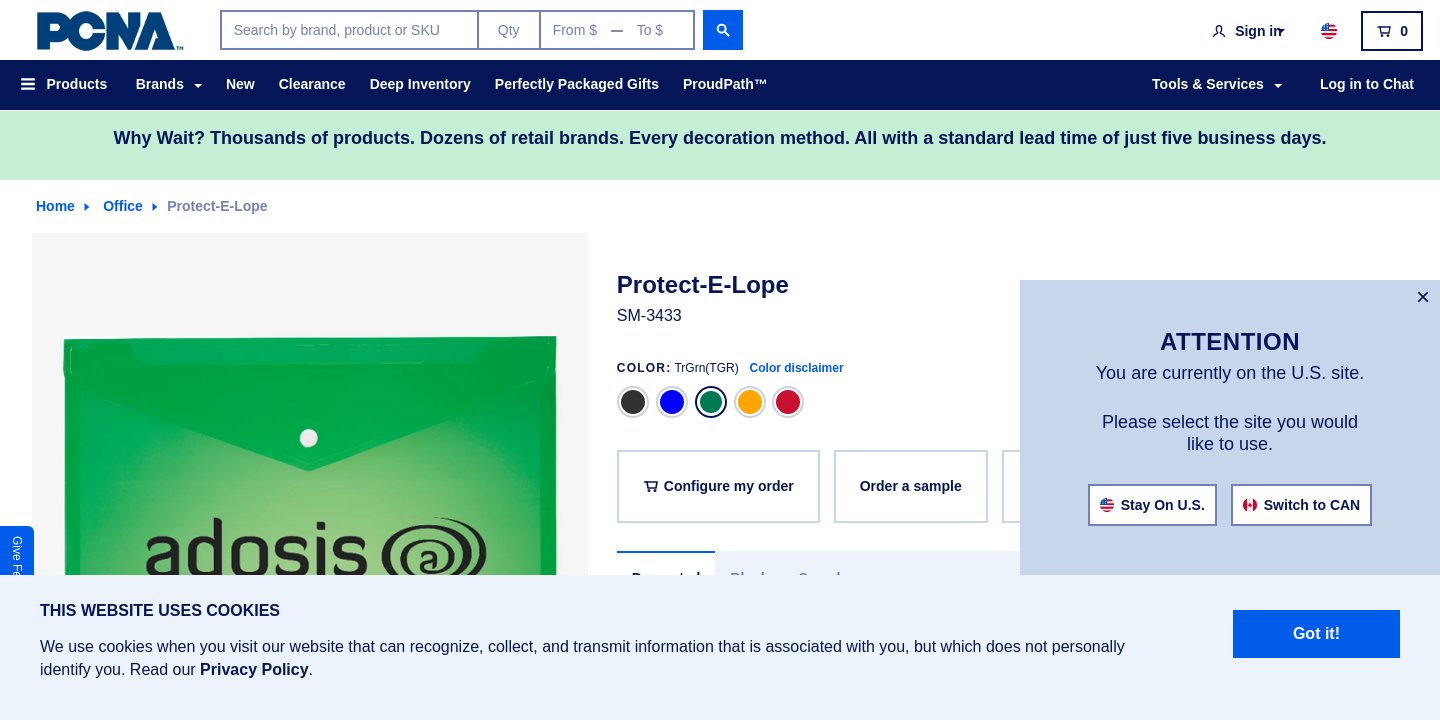 PCNA™
Search by brand, product or SKU
Qty
From $ — To $
Sign in
0
Products
Brands
New
Clearance
Deep Inventory
Perfectly Packaged Gifts
ProudPath™
Tools & Services
Log in to Chat
Why Wait? Thousands of products. Dozens of retail brands. Every decoration method. All with a standard lead time of just five business days.
Home
Office
Protect-E-Lope
Protect-E-Lope
SM-3433
COLOR: TrGrn(TGR) Color disclaimer
Configure my order
Order a sample
adosis
Give
×
ATTENTION
You are currently on the U.S. site.
Please select the site you would
like to use.
Stay On U.S.
Switch to CAN
THIS WEBSITE USES COOKIES
We use cookies when you visit our website that can recognize, collect, and transmit information that is associated with you, but which does not personally
identify you. Read our Privacy Policy.
Got it!